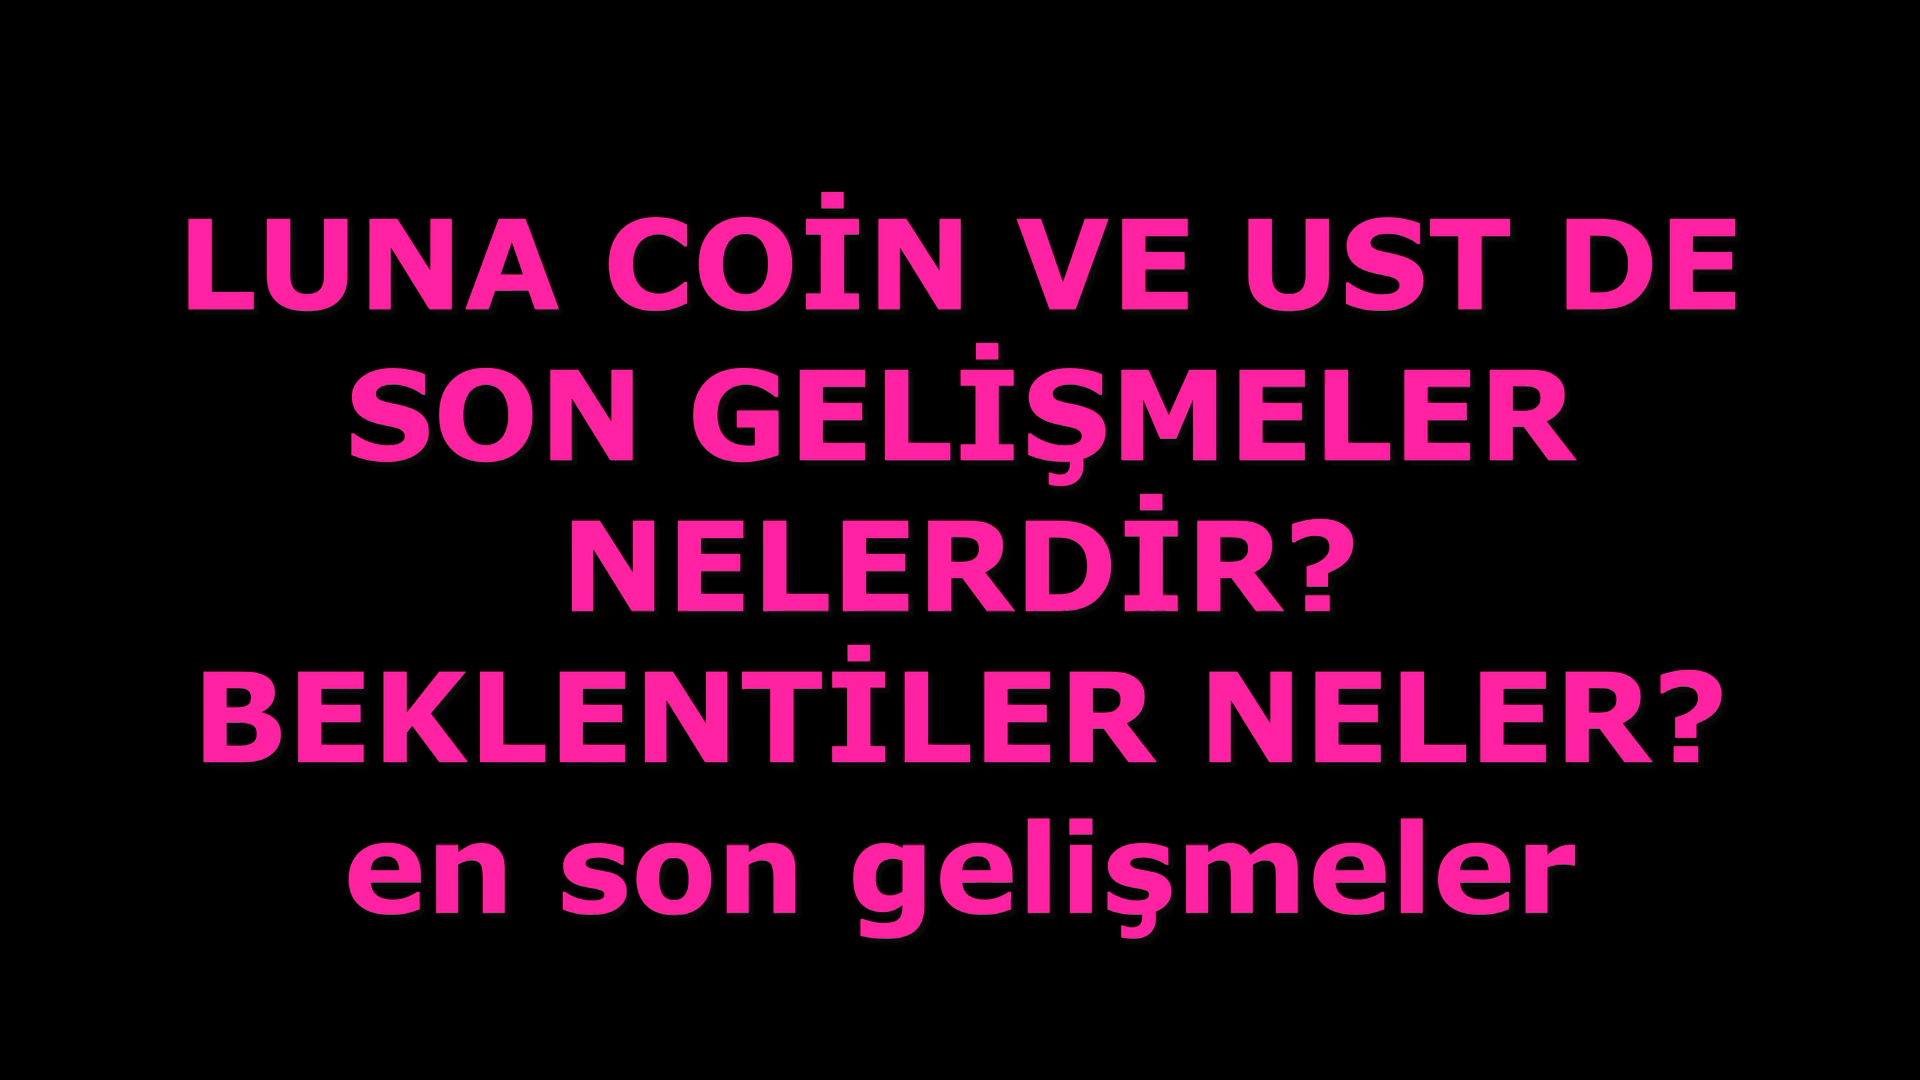 LUNA COİN VE UST DE
SON GELİŞMELER
NELERDİR?
BEKLENTİLER NELER?
en son gelişmeler